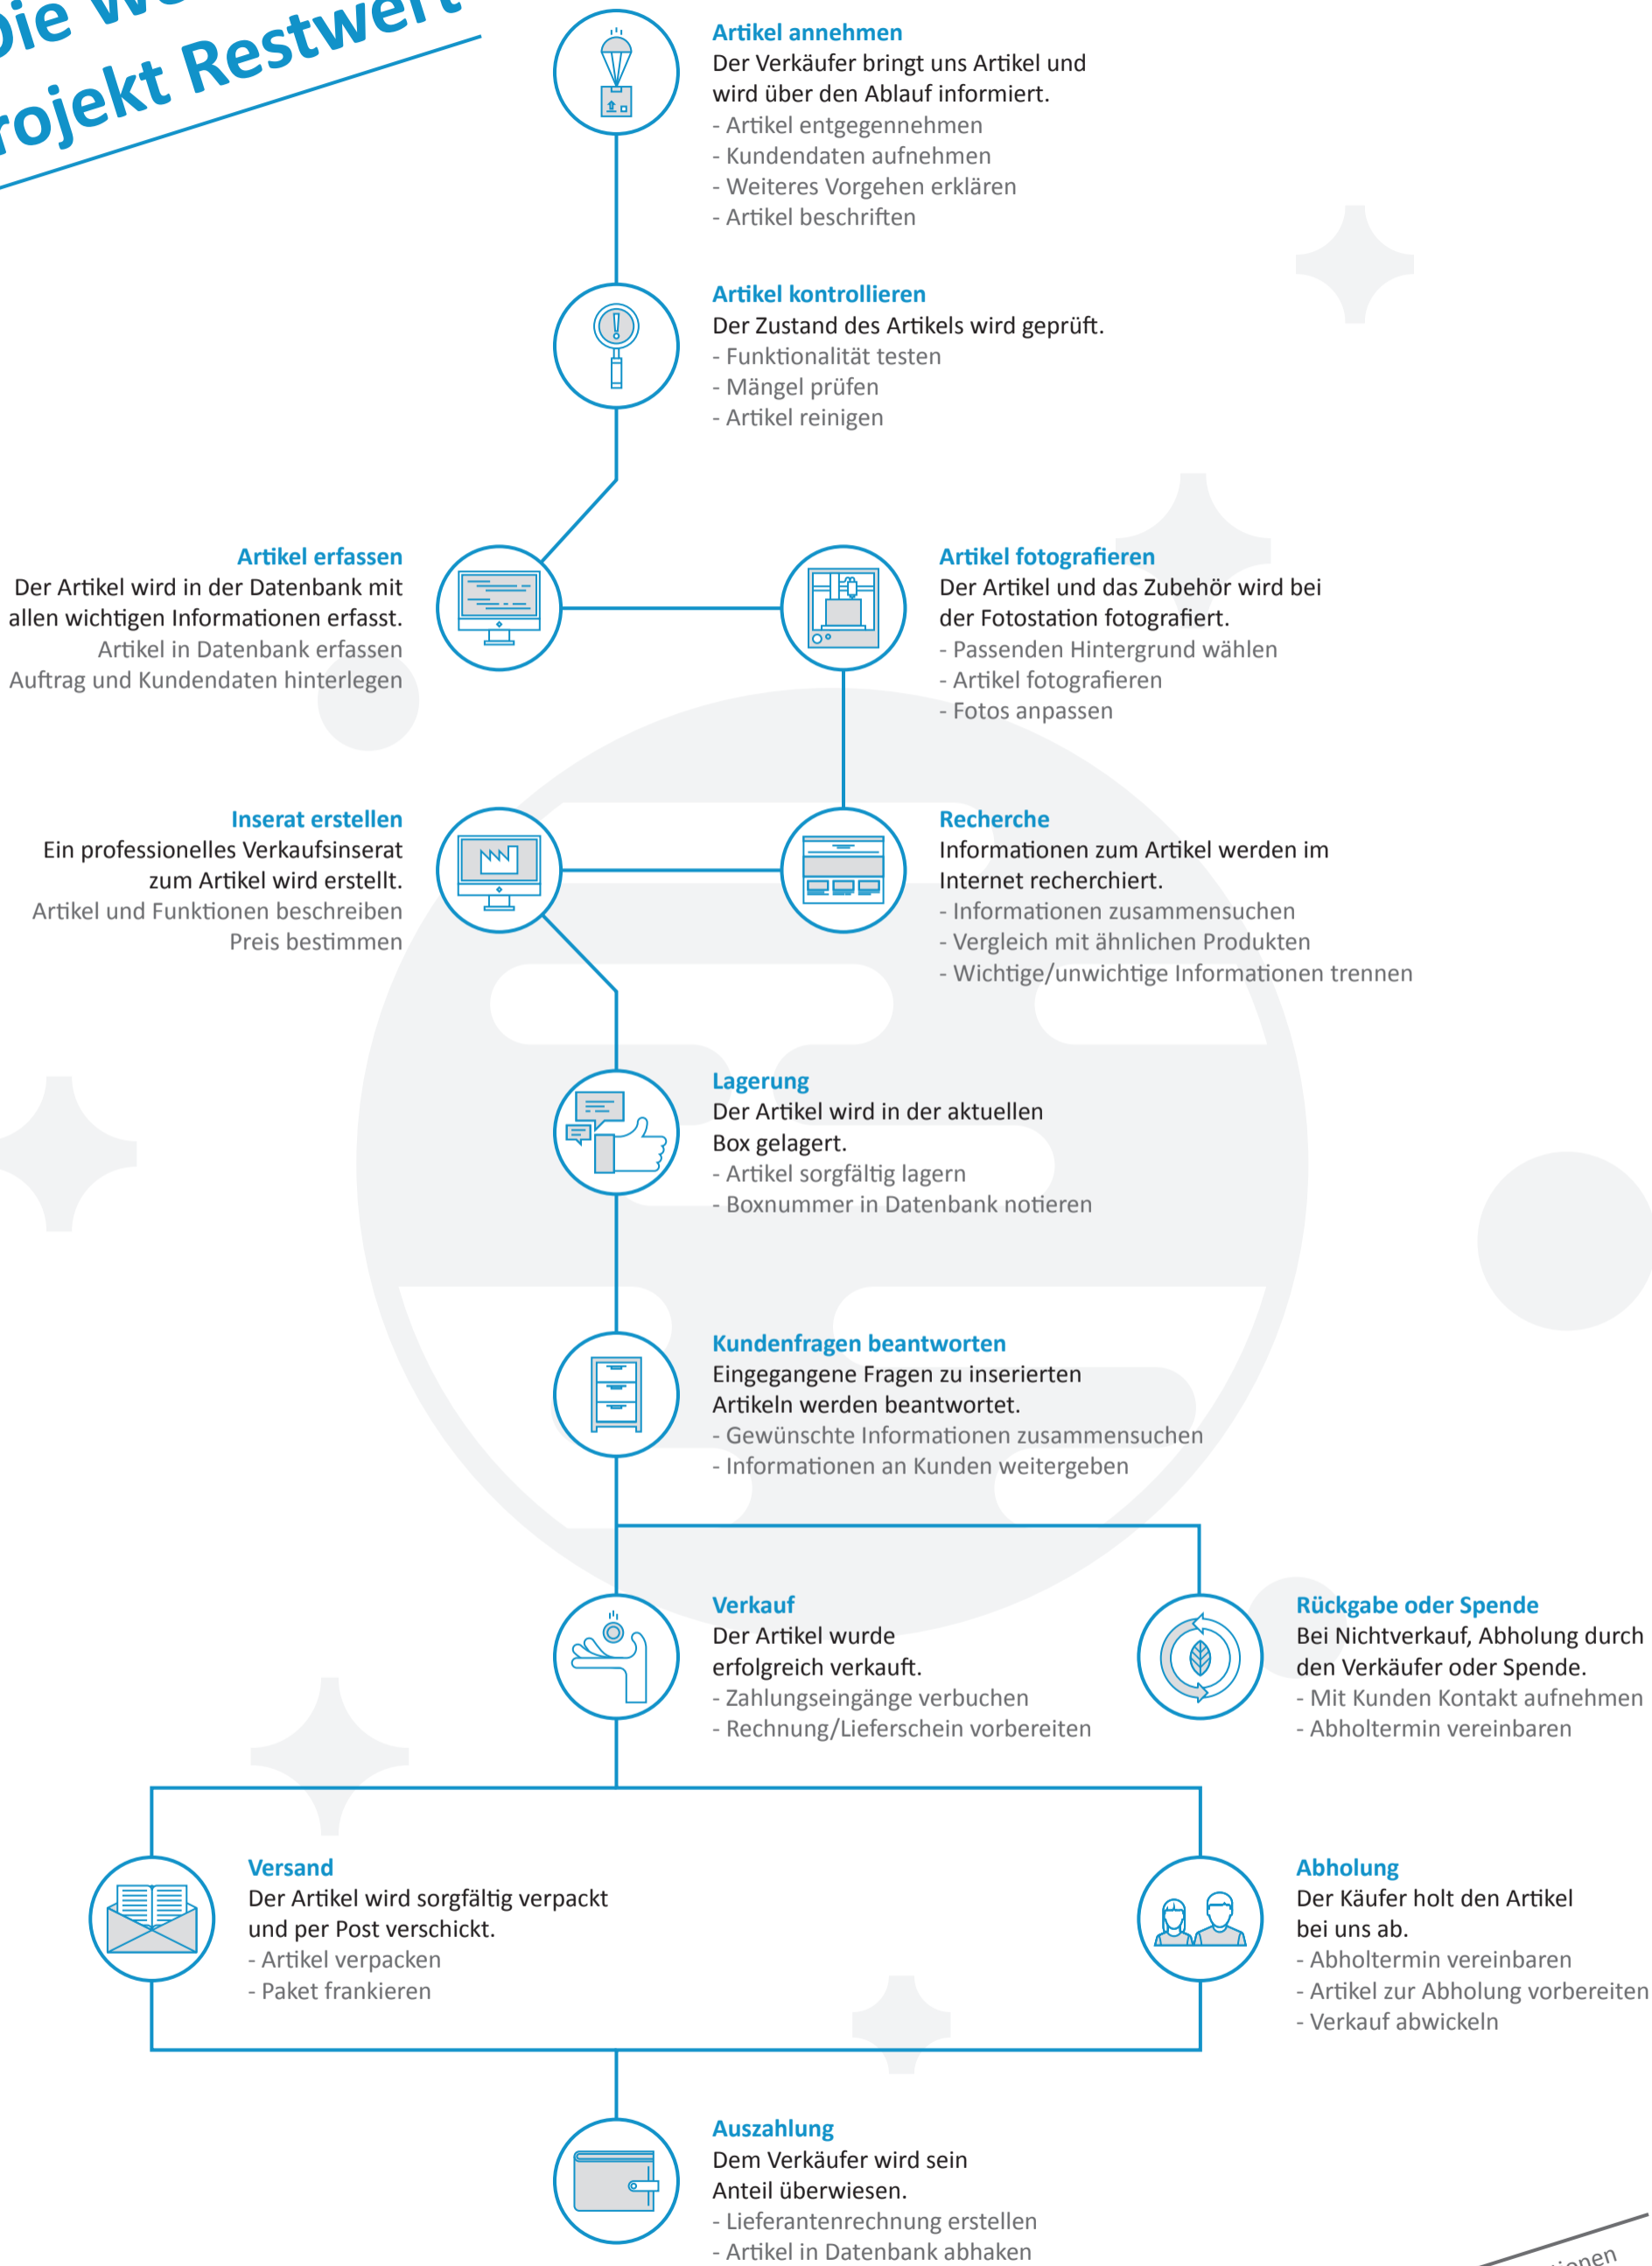 Die
Projekt Restwert
Artikel annehmen
Der Verkäufer bringt uns Artikel und
wird über den Ablauf informiert.
- Artikel entgegennehmen
- Kundendaten aufnehmen
- Weiteres Vorgehen erklären
- Artikel beschriften
Artikel kontrollieren
Der Zustand des Artikels wird geprüft.
- Funktionalität testen
- Mängel prüfen
- Artikel reinigen
Artikel erfassen
Der Artikel wird in der Datenbank mit
allen wichtigen Informationen erfasst.
Artikel in Datenbank erfassen
Auftrag und Kundendaten hinterlegen
Artikel fotografieren
Der Artikel und das Zubehör wird bei
der Fotostation fotografiert.
- Passenden Hintergrund wählen
- Artikel fotografieren
- Fotos anpassen
Inserat erstellen
Ein professionelles Verkaufsinserat
zum Artikel wird erstellt.
Artikel und Funktionen beschreiben
Preis bestimmen
Recherche
Informationen zum Artikel werden im
Internet recherchiert.
- Informationen zusammensuchen
- Vergleich mit ähnlichen Produkten
- Wichtige/unwichtige Informationen trennen
Lagerung
Der Artikel wird in der aktuellen
Box gelagert.
- Artikel sorgfältig lagern
- Boxnummer in Datenbank notieren
Kundenfragen beantworten
Eingegangene Fragen zu inserierten
Artikeln werden beantwortet.
- Gewünschte Informationen zusammensuchen
- Informationen an Kunden weitergeben
Verkauf
Der Artikel wurde
erfolgreich verkauft.
- Zahlungseingänge verbuchen
- Rechnung/Lieferschein vorbereiten
Rückgabe oder Spende
Bei Nichtverkauf, Abholung durch
den Verkäufer oder Spende.
- Mit Kunden Kontakt aufnehmen
- Abholtermin vereinbaren
Versand
Der Artikel wird sorgfältig verpackt
und per Post verschickt.
- Artikel verpacken
- Paket frankieren
Abholung
Der Käufer holt den Artikel
bei uns ab.
- Abholtermin vereinbaren
- Artikel zur Abholung vorbereiten
- Verkauf abwickeln
Auszahlung
Dem Verkäufer wird sein
Anteil überwiesen.
- Lieferantenrechnung erstellen
- Artikel in Datenbank abhaken